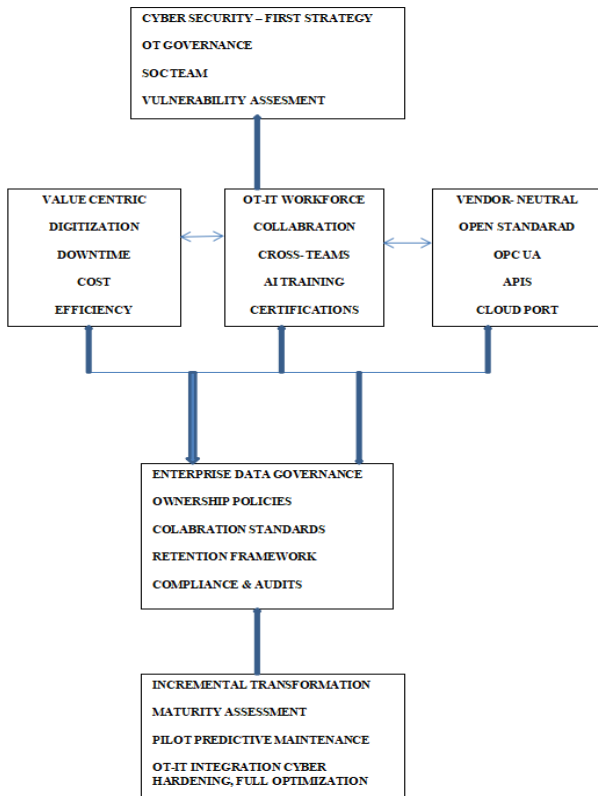 CYBER SECURITY – FIRST STRATEGY
OT GOVERNANCE
SOC TEAM
VULNERABILITY ASSESMENT
VALUE CENTRIC
DIGITIZATION
DOWNTIME
COST
EFFICIENCY
OT-IT WORKFORCE
COLLABRATION
CROSS- TEAMS
AI TRAINING
CERTIFICATIONS
VENDOR- NEUTRAL
OPEN STANDARAD
OPC UA
APIS
CLOUD PORT
ENTERPRISE DATA GOVERNANCE
OWNERSHIP POLICIES
COLABRATION STANDARDS
RETENTION FRAMEWORK
COMPLIANCE & AUDITS
INCREMENTAL TRANSFORMATION
MATURITY ASSESSMENT
PILOT PREDICTIVE MAINTENANCE
OT-IT INTEGRATION CYBER
HARDENING, FULL OPTIMIZATION